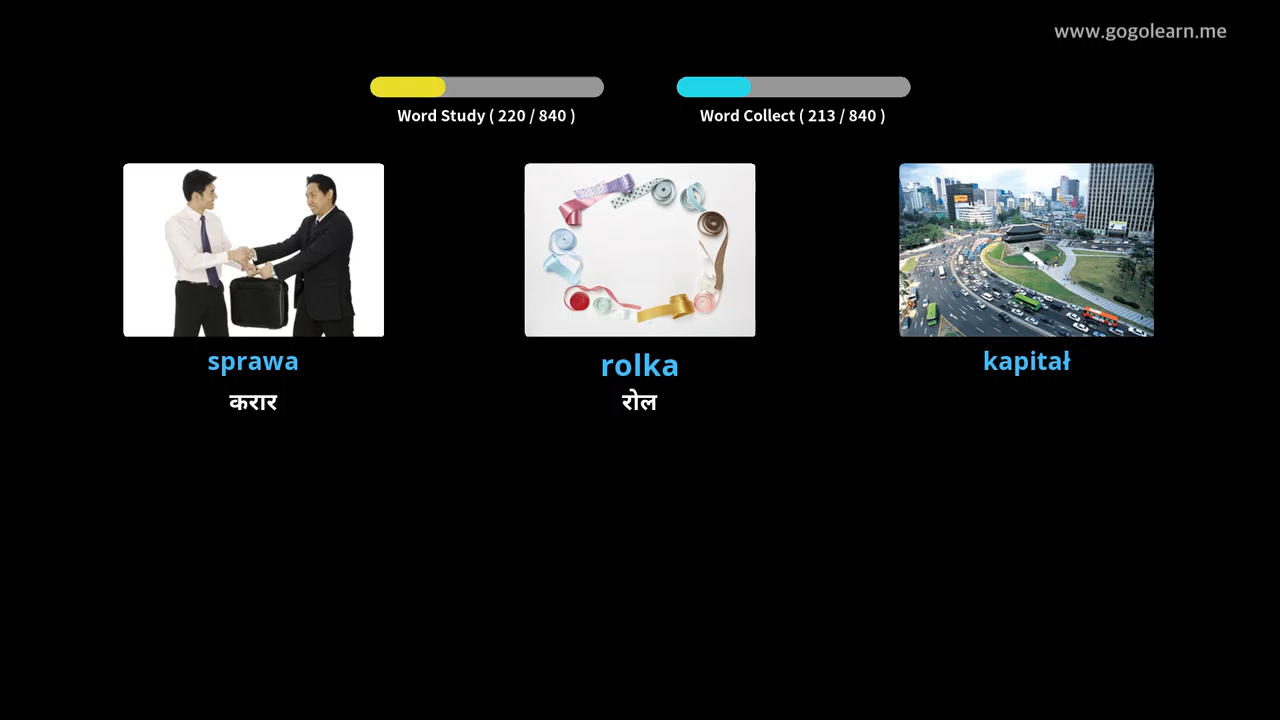 www.gogolearn.me
Word Study ( 220 / 840 )
Word Collect ( 213 / 840 )
sprawa
rolka
kapitał
करार
रोल